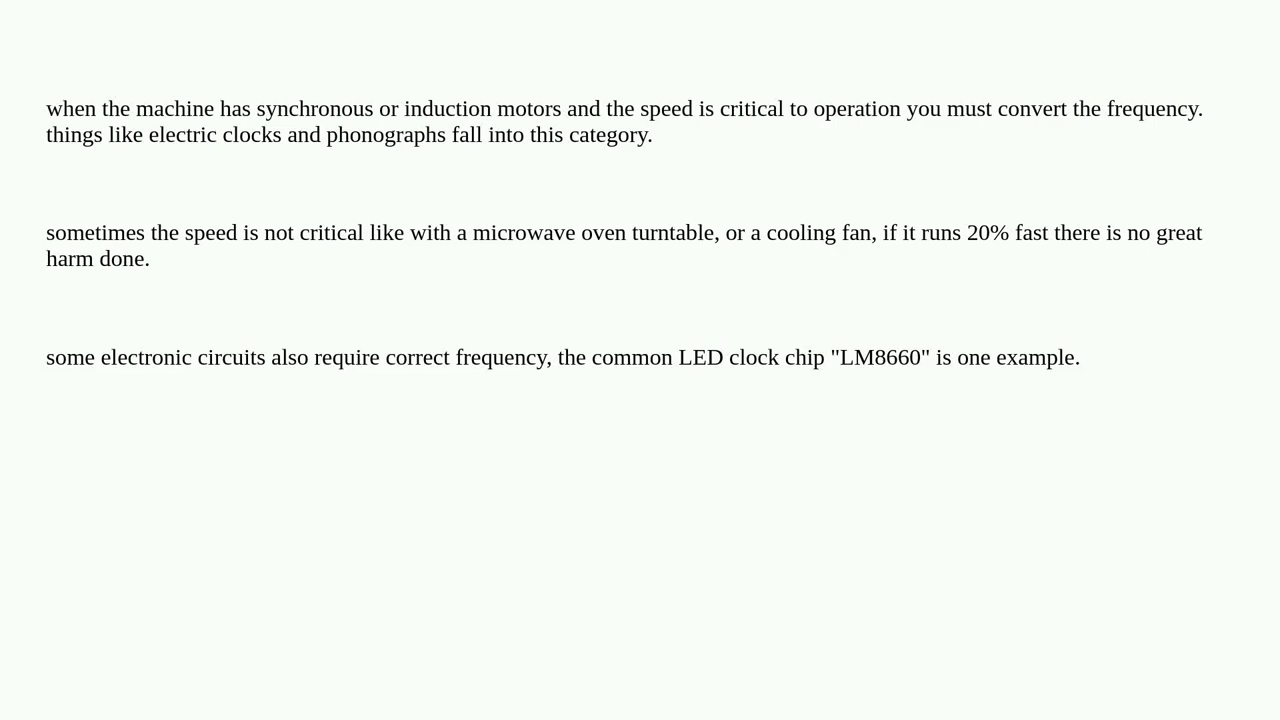 when the machine has synchronous or induction motors and the speed is critical to operation you must convert the frequency.
things like electric clocks and phonographs fall into this category.
sometimes the speed is not critical like with a microwave oven turntable, or a cooling fan, if it runs 20% fast there is no great
harm done.
some electronic circuits also require correct frequency, the common LED clock chip "LM8660" is one example.